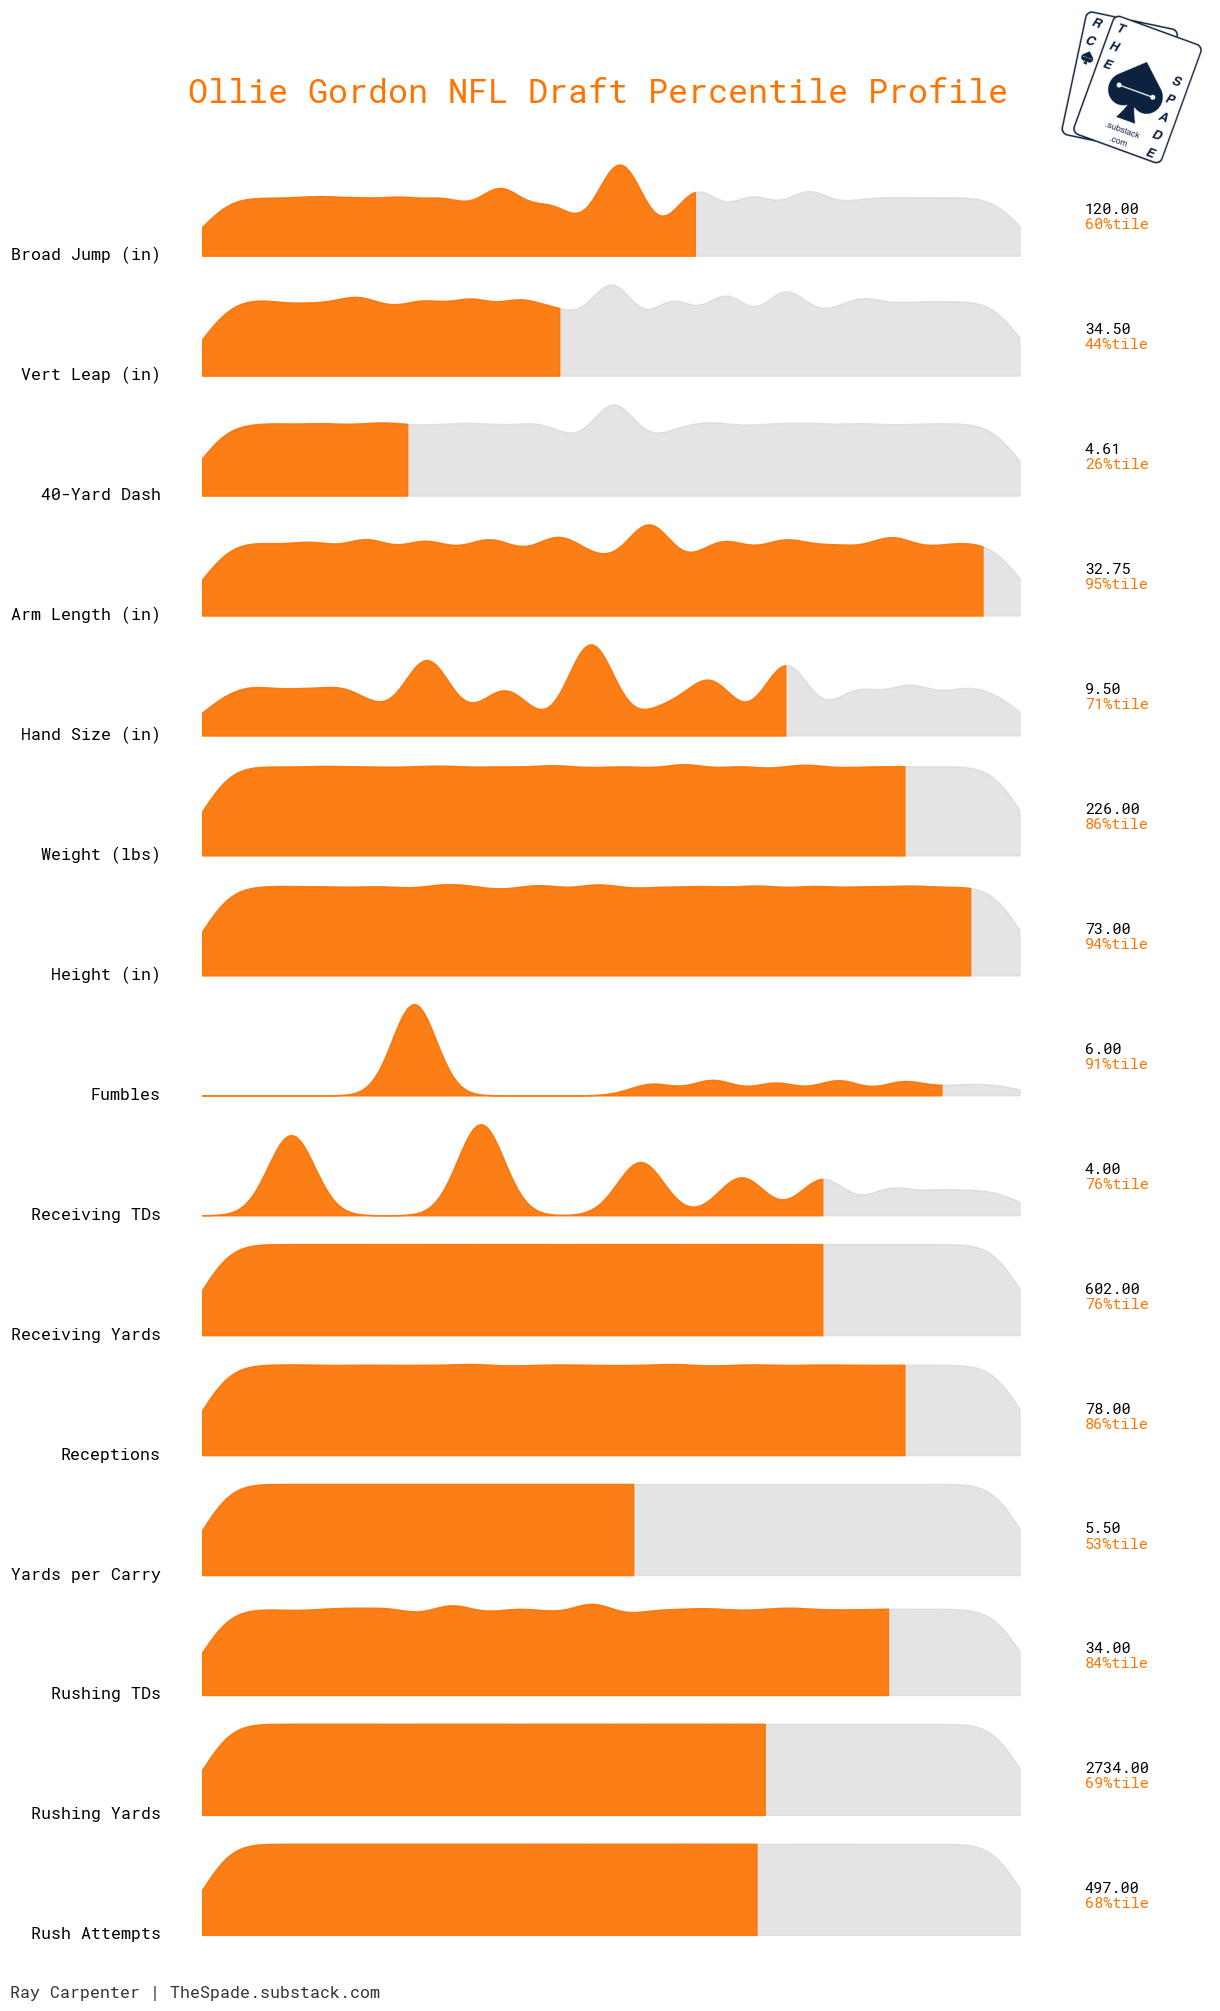 R
C
THE
SPADE
.substack
.com
Ollie Gordon NFL Draft Percentile Profile
Broad Jump (in)
120.00
60%tile
Vert Leap (in)
34.50
44%tile
40-Yard Dash
4.61
26%tile
Arm Length (in)
32.75
95%tile
Hand Size (in)
9.50
71%tile
Weight (lbs)
226.00
86%tile
Height (in)
73.00
94%tile
Fumbles
6.00
91%tile
Receiving TDs
4.00
76%tile
Receiving Yards
602.00
76%tile
Receptions
78.00
86%tile
Yards per Carry
5.50
53%tile
Rushing TDs
34.00
84%tile
Rushing Yards
2734.00
69%tile
Rush Attempts
497.00
68%tile
Ray Carpenter | TheSpade.substack.com